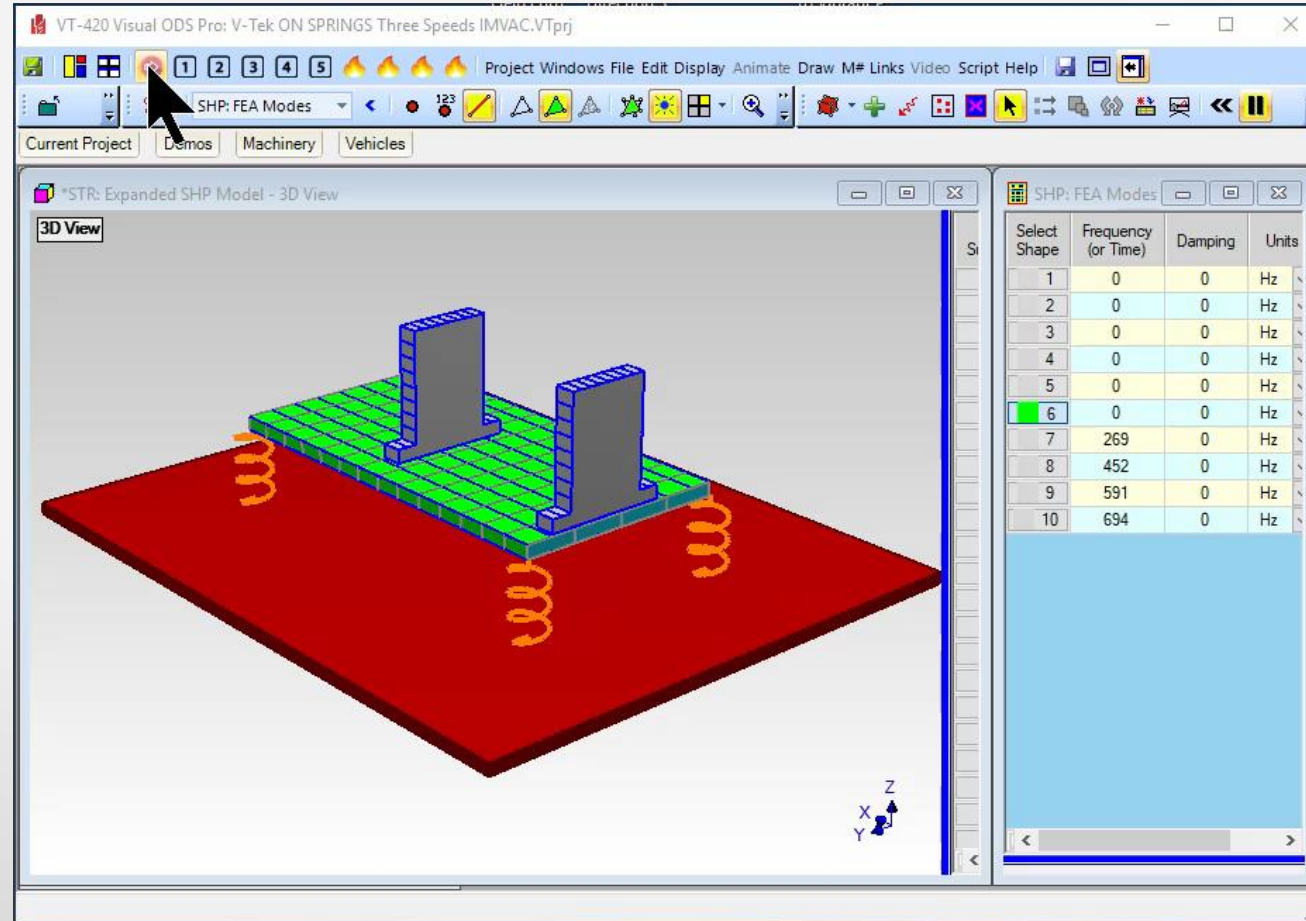 VT-420 Visual ODS Pro: V-Tek ON SPRINGS Three Speeds IMVAC.VTprj
1 2 3 4 5 Project Windows File Edit Display Animate Draw M# Links Video Script Help
SHP: FEA Modes 123
Current Project Demos Machinery Vehicles
*STR: Expanded SHP Model - 3D View
SHP: FEA Modes
3D View
Select Shape Frequency (or Time) Damping Units
1 0 0 Hz
2 0 0 Hz
3 0 0 Hz
4 0 0 Hz
5 0 0 Hz
6 0 0 Hz
7 269 0 Hz
8 452 0 Hz
9 591 0 Hz
10 694 0 Hz
Z
X
Y